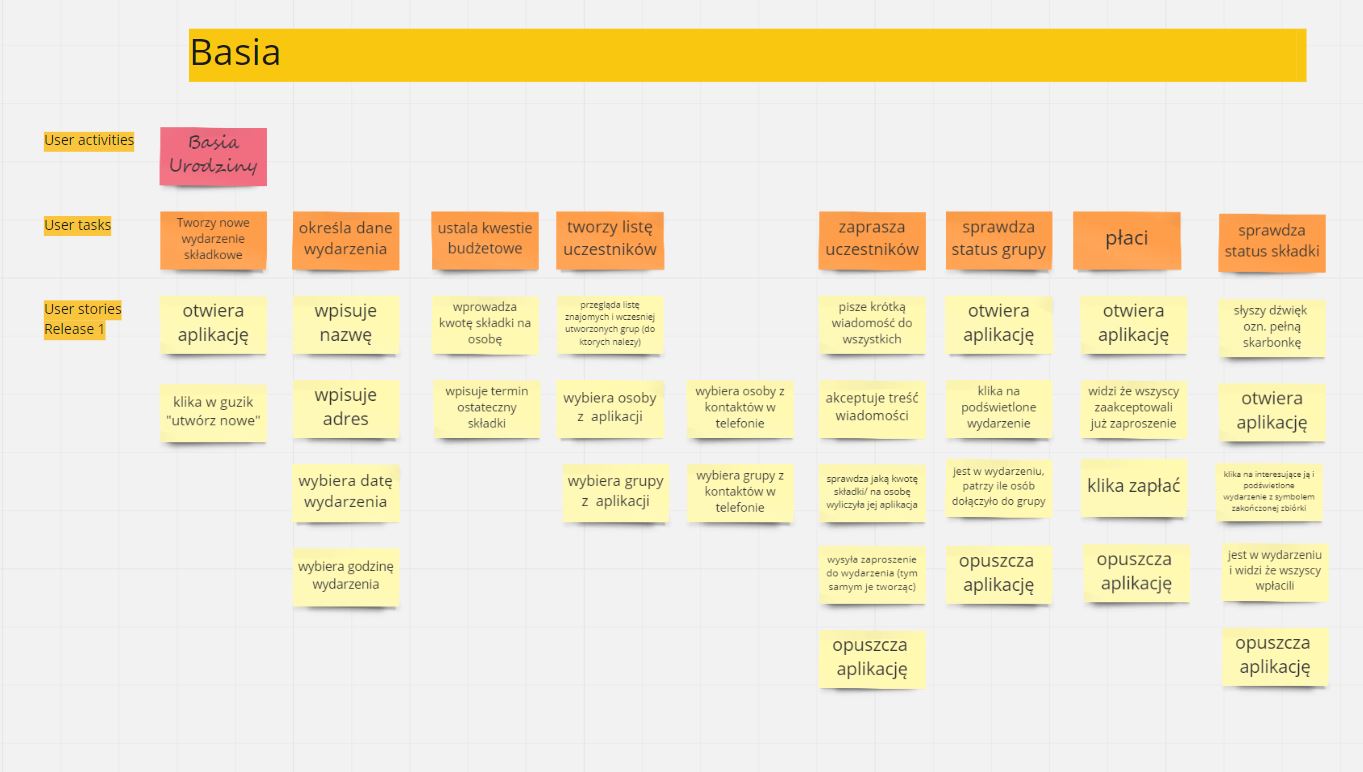 Basia
User activities
Basia
Urodziny
User tasks
Tworzy nowe
wydarzenie
składkowe
określa dane
wydarzenia
ustala kwestie
budżetowe
tworzy listę
uczestników
zaprasza
uczestników
sprawdza
status grupy
płaci
sprawdza
status składki
User stories
Release 1
otwiera
aplikację
wpisuje
nazwę
wprowadza
kwotę składki na
osobę
przegląda listę
znajomych i wczesniej
utworzonych grup (do
ktorych nalezy)
pisze krótką
wiadomość do
wszystkich
otwiera
aplikację
otwiera
aplikację
słyszy dźwięk
ozn. pełną
skarbonkę
klika w guzik
"utwórz nowe"
wpisuje
adres
wpisuje termin
ostateczny
składki
wybiera osoby
z aplikacji
wybiera osoby z
kontaktów w
telefonie
akceptuje treść
wiadomości
klika na
podświetlone
wydarzenie
widzi że wszyscy
zaakceptowali
już zaproszenie
otwiera
aplikację
wybiera datę
wydarzenia
wybiera grupy
z aplikacji
wybiera grupy z
kontaktów w
telefonie
sprawdza jaką kwotę
składki/ na osobę
wyliczyła jej aplikacja
jest w wydarzeniu,
patrzy ile osób
dołączyło do grupy
klika zapłać
klika na interesujące ją i
podświetlone
wydarzenie z symbolem
zakończonej zbiórki
wybiera godzinę
wydarzenia
wysyła zaproszenie
do wydarzenia (tym
samym je tworząc)
opuszcza
aplikację
opuszcza
aplikację
jest w wydarzeniu
i widzi że wszyscy
wpłacili
opuszcza
aplikację
opuszcza
aplikację